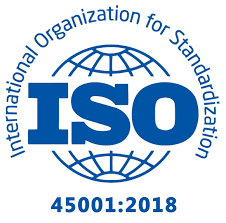 International Organization for Standardization
ISO
45001:2018